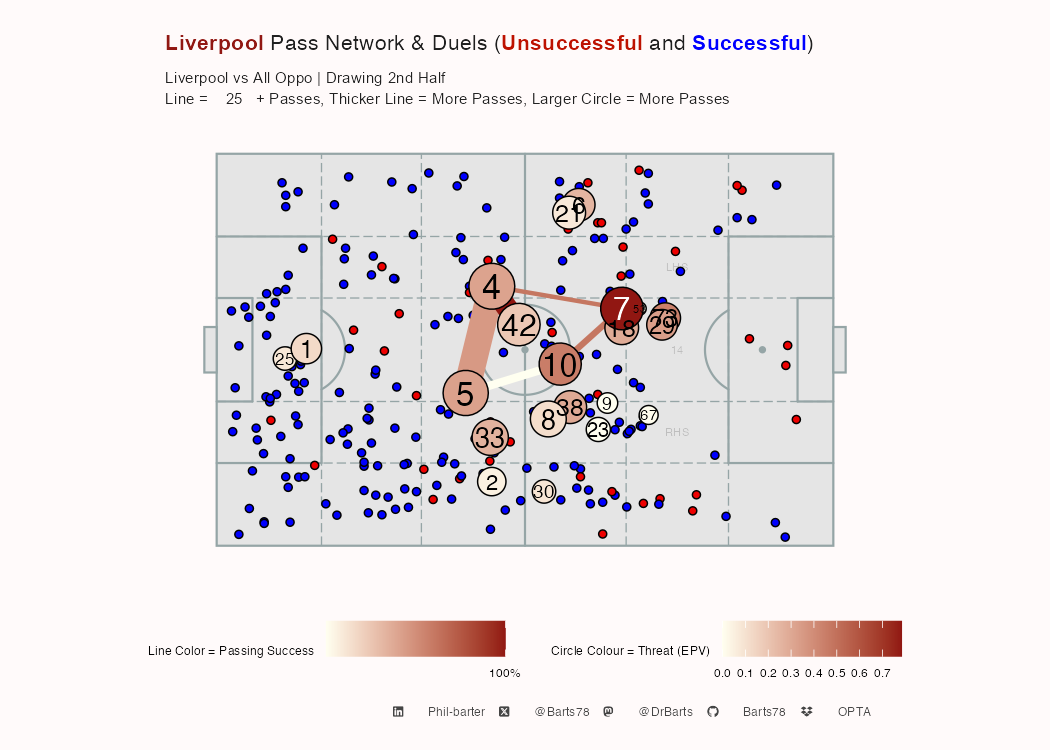 Liverpool Pass Network & Duels (Unsuccessful and Successful)
Liverpool vs All Oppo | Drawing 2nd Half
Line = 25 + Passes, Thicker Line = More Passes, Larger Circle = More Passes
6
21
LHS
4
7
53
73
18
29
42
14
1
25
10
5
9
38
67
8
23
RHS
33
2
30
Line Color = Passing Success
100%
Circle Colour = Threat (EPV)
0.0 0.1 0.2 0.3 0.4 0.5 0.6 0.7
Phil-barter @Barts78 @DrBarts Barts78 OPTA